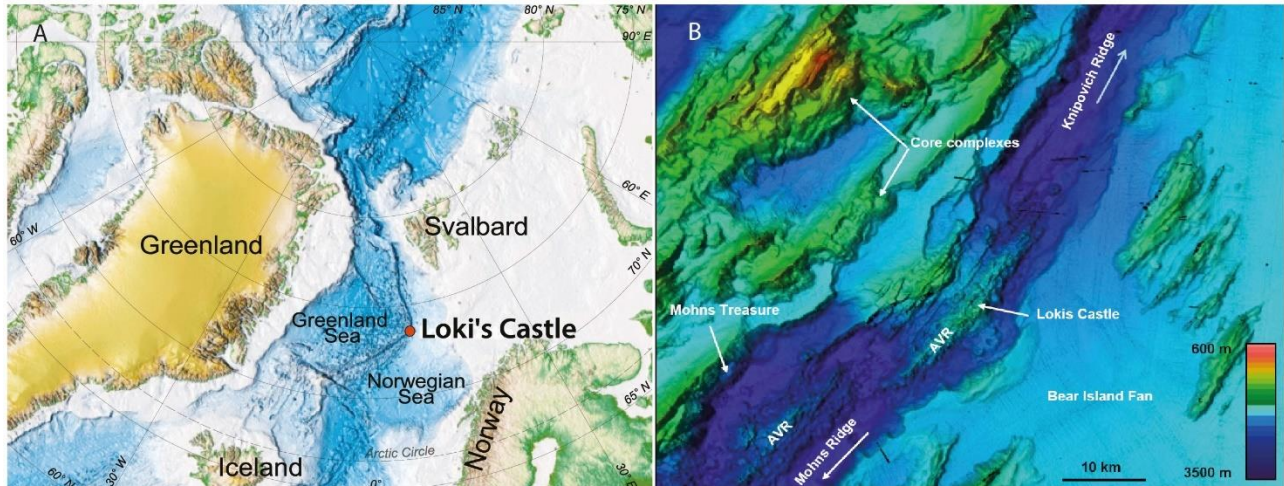 A
85° N
80° N
75° N
90° E
60° E
Svalbard
60° W
Greenland
70° N
Greenland
Sea
Loki's Castle
Norwegian
Sea
65° N
Norway
Arctic Circle
Iceland
60° N
30° W
0°
30° E
B
Knipovich Ridge
Core complexes
Mohns Treasure
Lokis Castle
AVR
600 m
Bear Island Fan
AVR
Mohns Ridge
10 km
3500 m